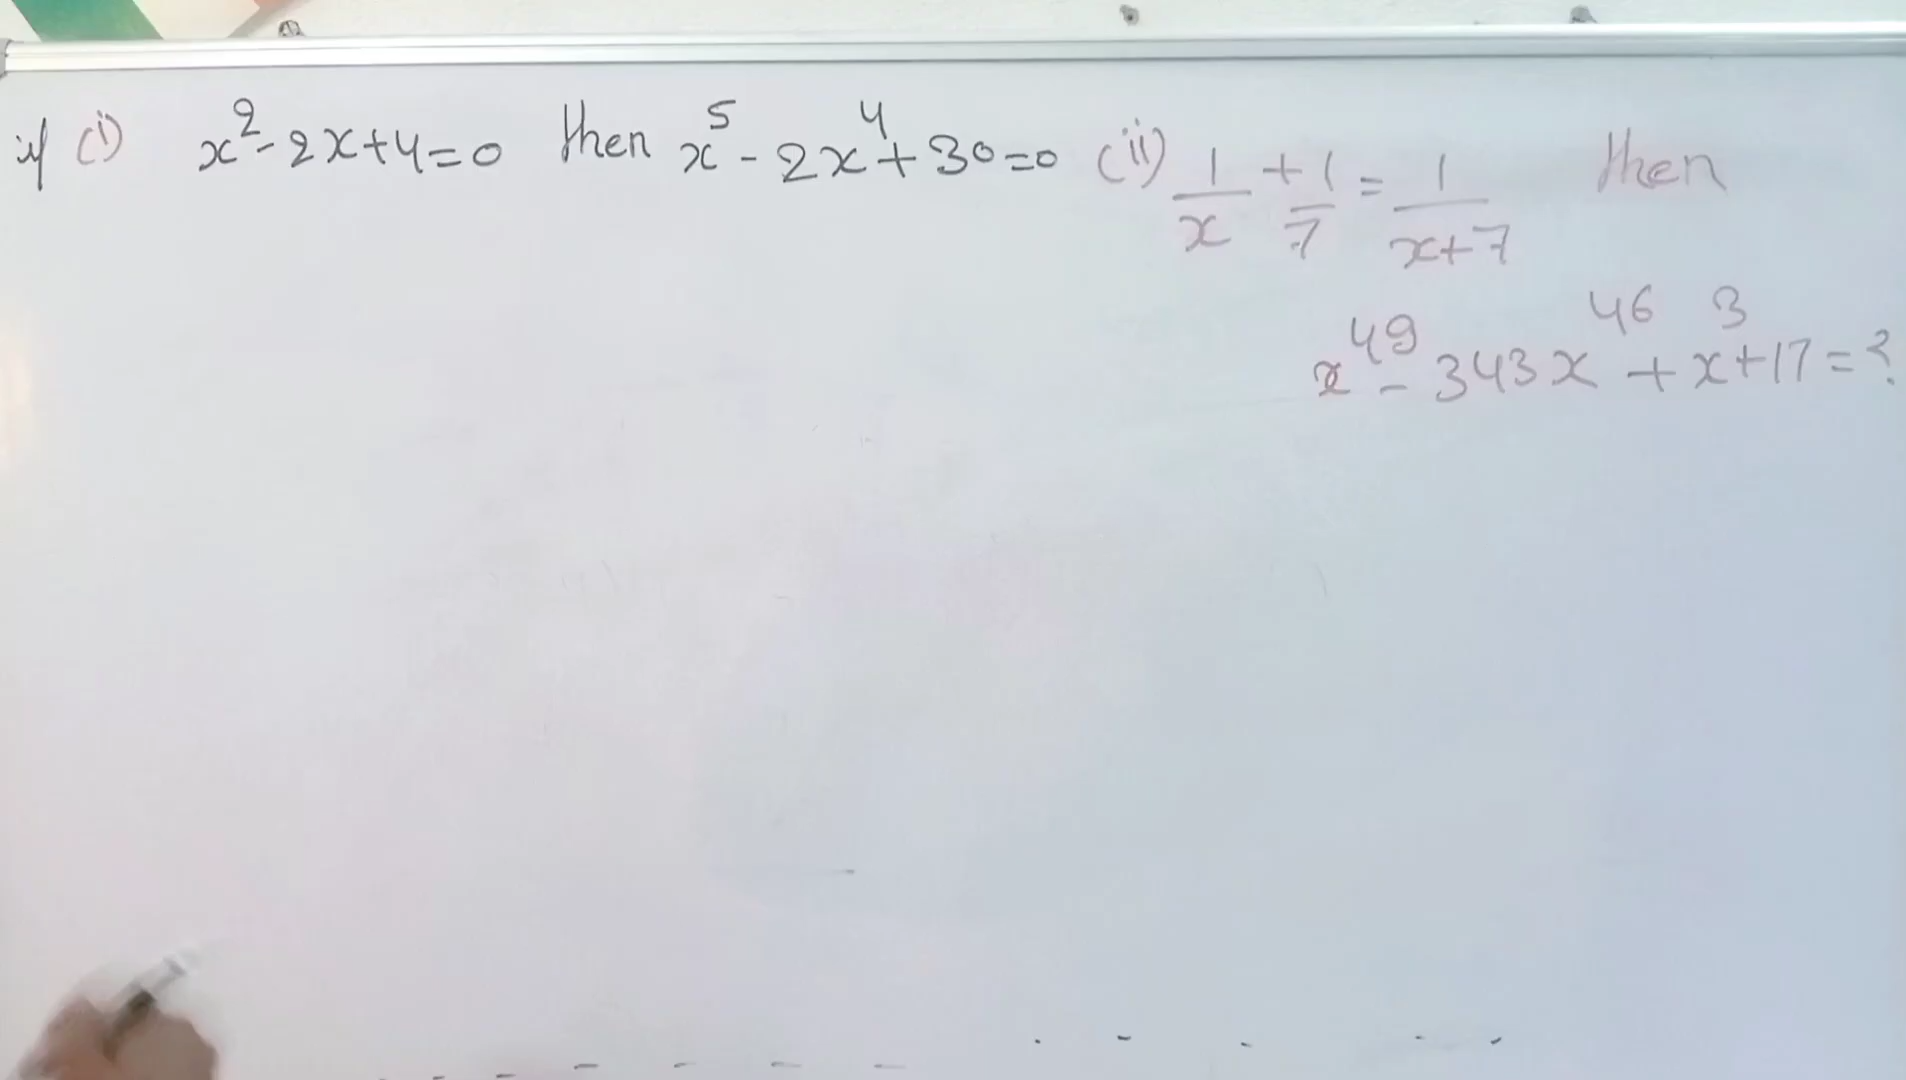 if (i) x² - 2x + 4 = 0 then x⁵ - 2x⁴ + 30 = 0 (ii) 1/x + 1/7 = 1/(x+7) then
x⁴⁹ - 343x⁴⁶ + x³ + 17 = ?